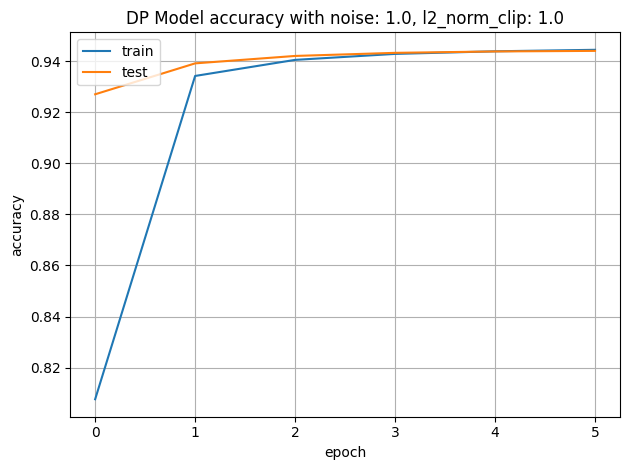 DP Model accuracy with noise: 1.0, l2_norm_clip: 1.0
train
test
0.94
0.92
0.90
0.88
0.86
0.84
0.82
accuracy
0 1 2 3 4 5
epoch